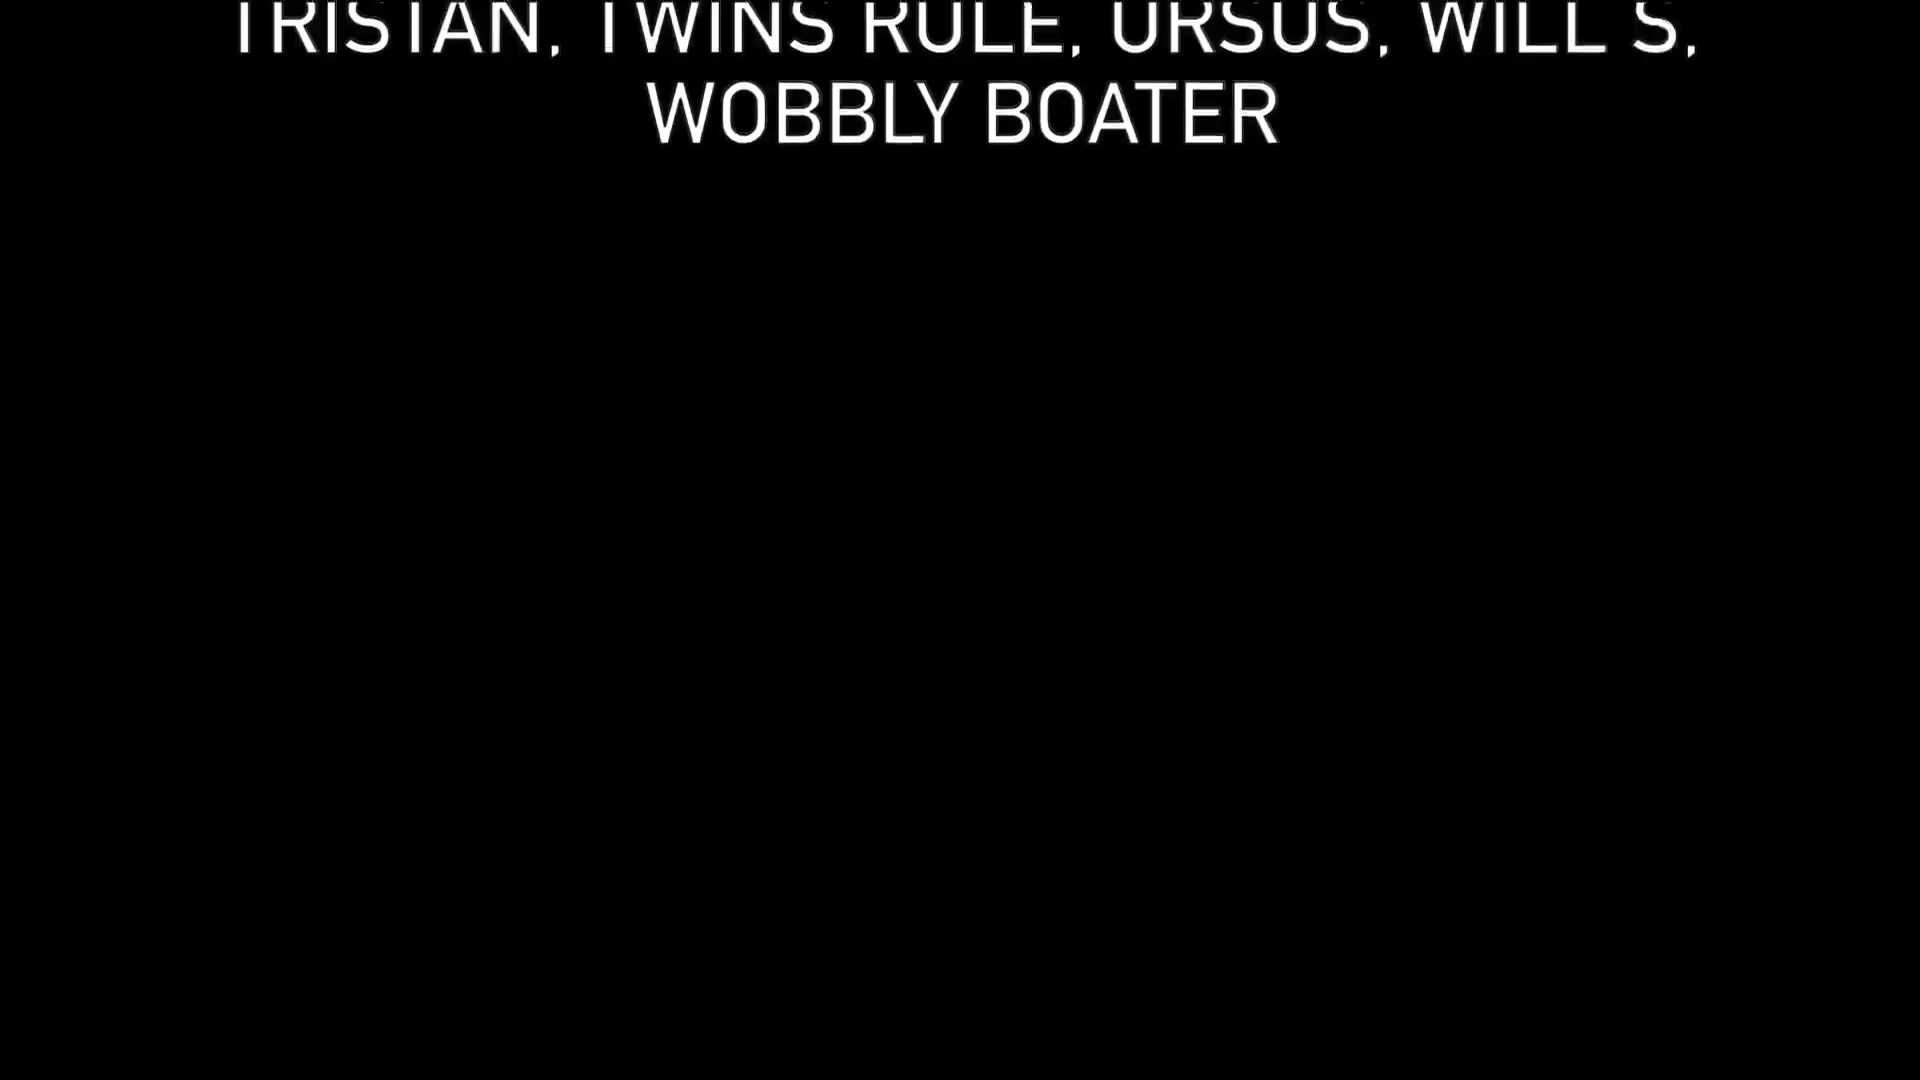 TRISTAN, TWINS RULE, URSUS, WILL S,
WOBBLY BOATER